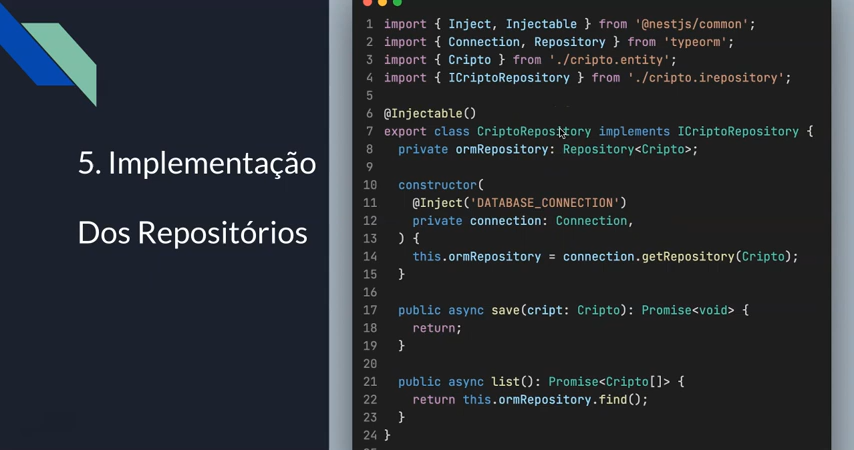 5. Implementação
Dos Repositórios
1 import { Inject, Injectable } from '@nestjs/common';
2 import { Connection, Repository } from 'typeorm';
3 import { Cripto } from './cripto.entity';
4 import { ICriptoRepository } from './cripto.irepository';
5
6 @Injectable()
7 export class CriptoRepository implements ICriptoRepository {
8 private ormRepository: Repository<Cripto>;
9
10 constructor(
11 @Inject('DATABASE_CONNECTION')
12 private connection: Connection,
13 ) {
14 this.ormRepository = connection.getRepository(Cripto);
15 }
16
17 public async save(cript: Cripto): Promise<void> {
18 return;
19 }
20
21 public async list(): Promise<Cripto[]> {
22 return this.ormRepository.find();
23 }
24 }